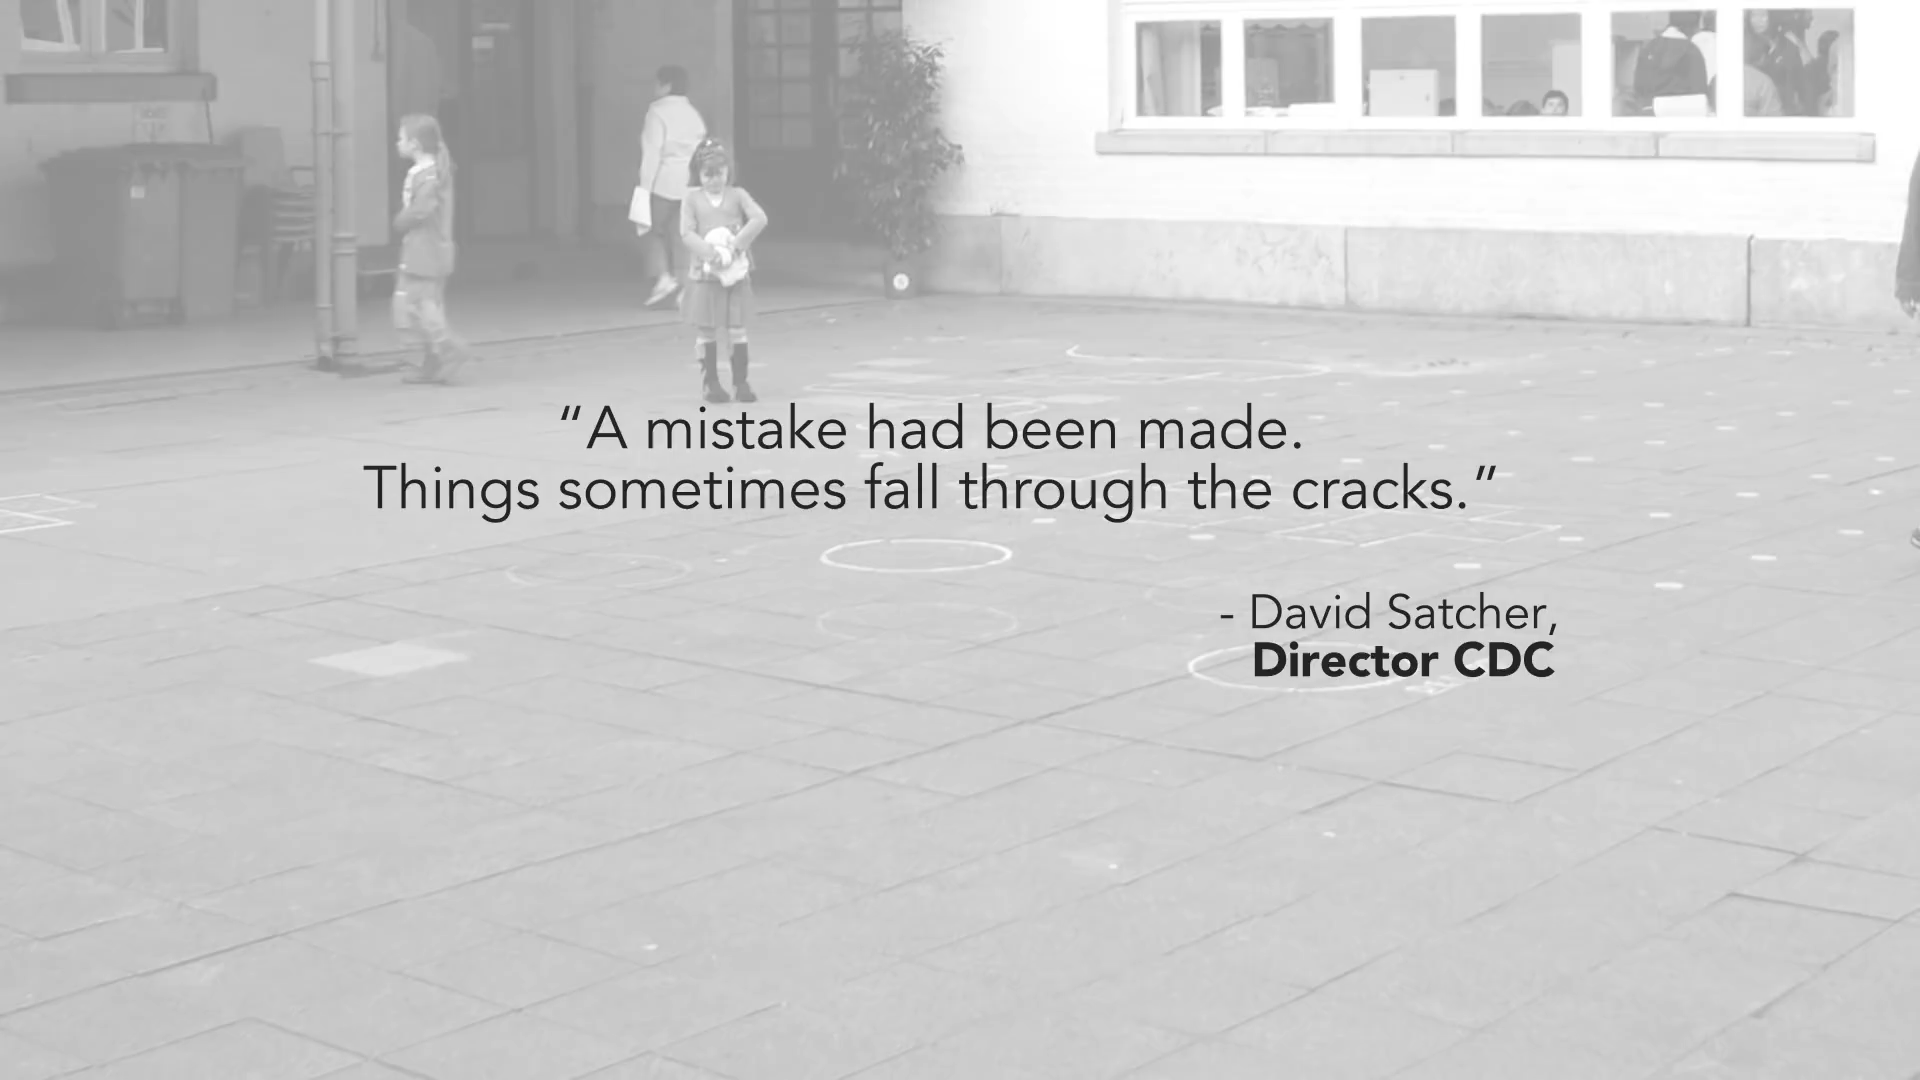 “A mistake had been made.
Things sometimes fall through the cracks.”
- David Satcher,
Director CDC